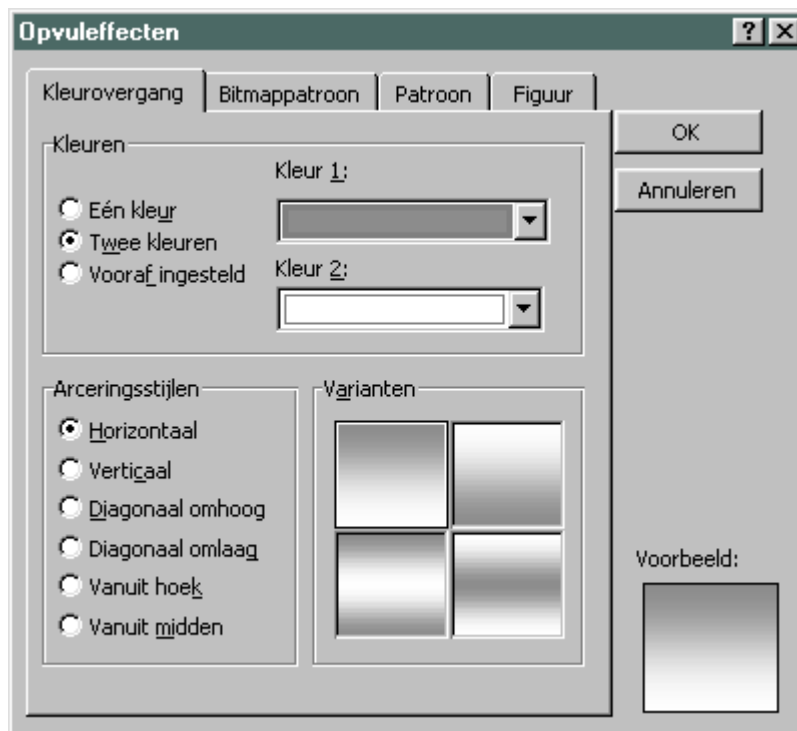 Opvuleffecten
Kleurovergang Bitmappatroon Patroon Figuur
OK
Annuleren
Kleuren
Eén kleur
Twee kleuren
Vooraf ingesteld
Kleur 1:
Kleur 2:
Arceringsstijlen
Horizontaal
Verticaal
Diagonaal omhoog
Diagonaal omlaag
Vanuit hoek
Vanuit midden
Varianten
Voorbeeld: